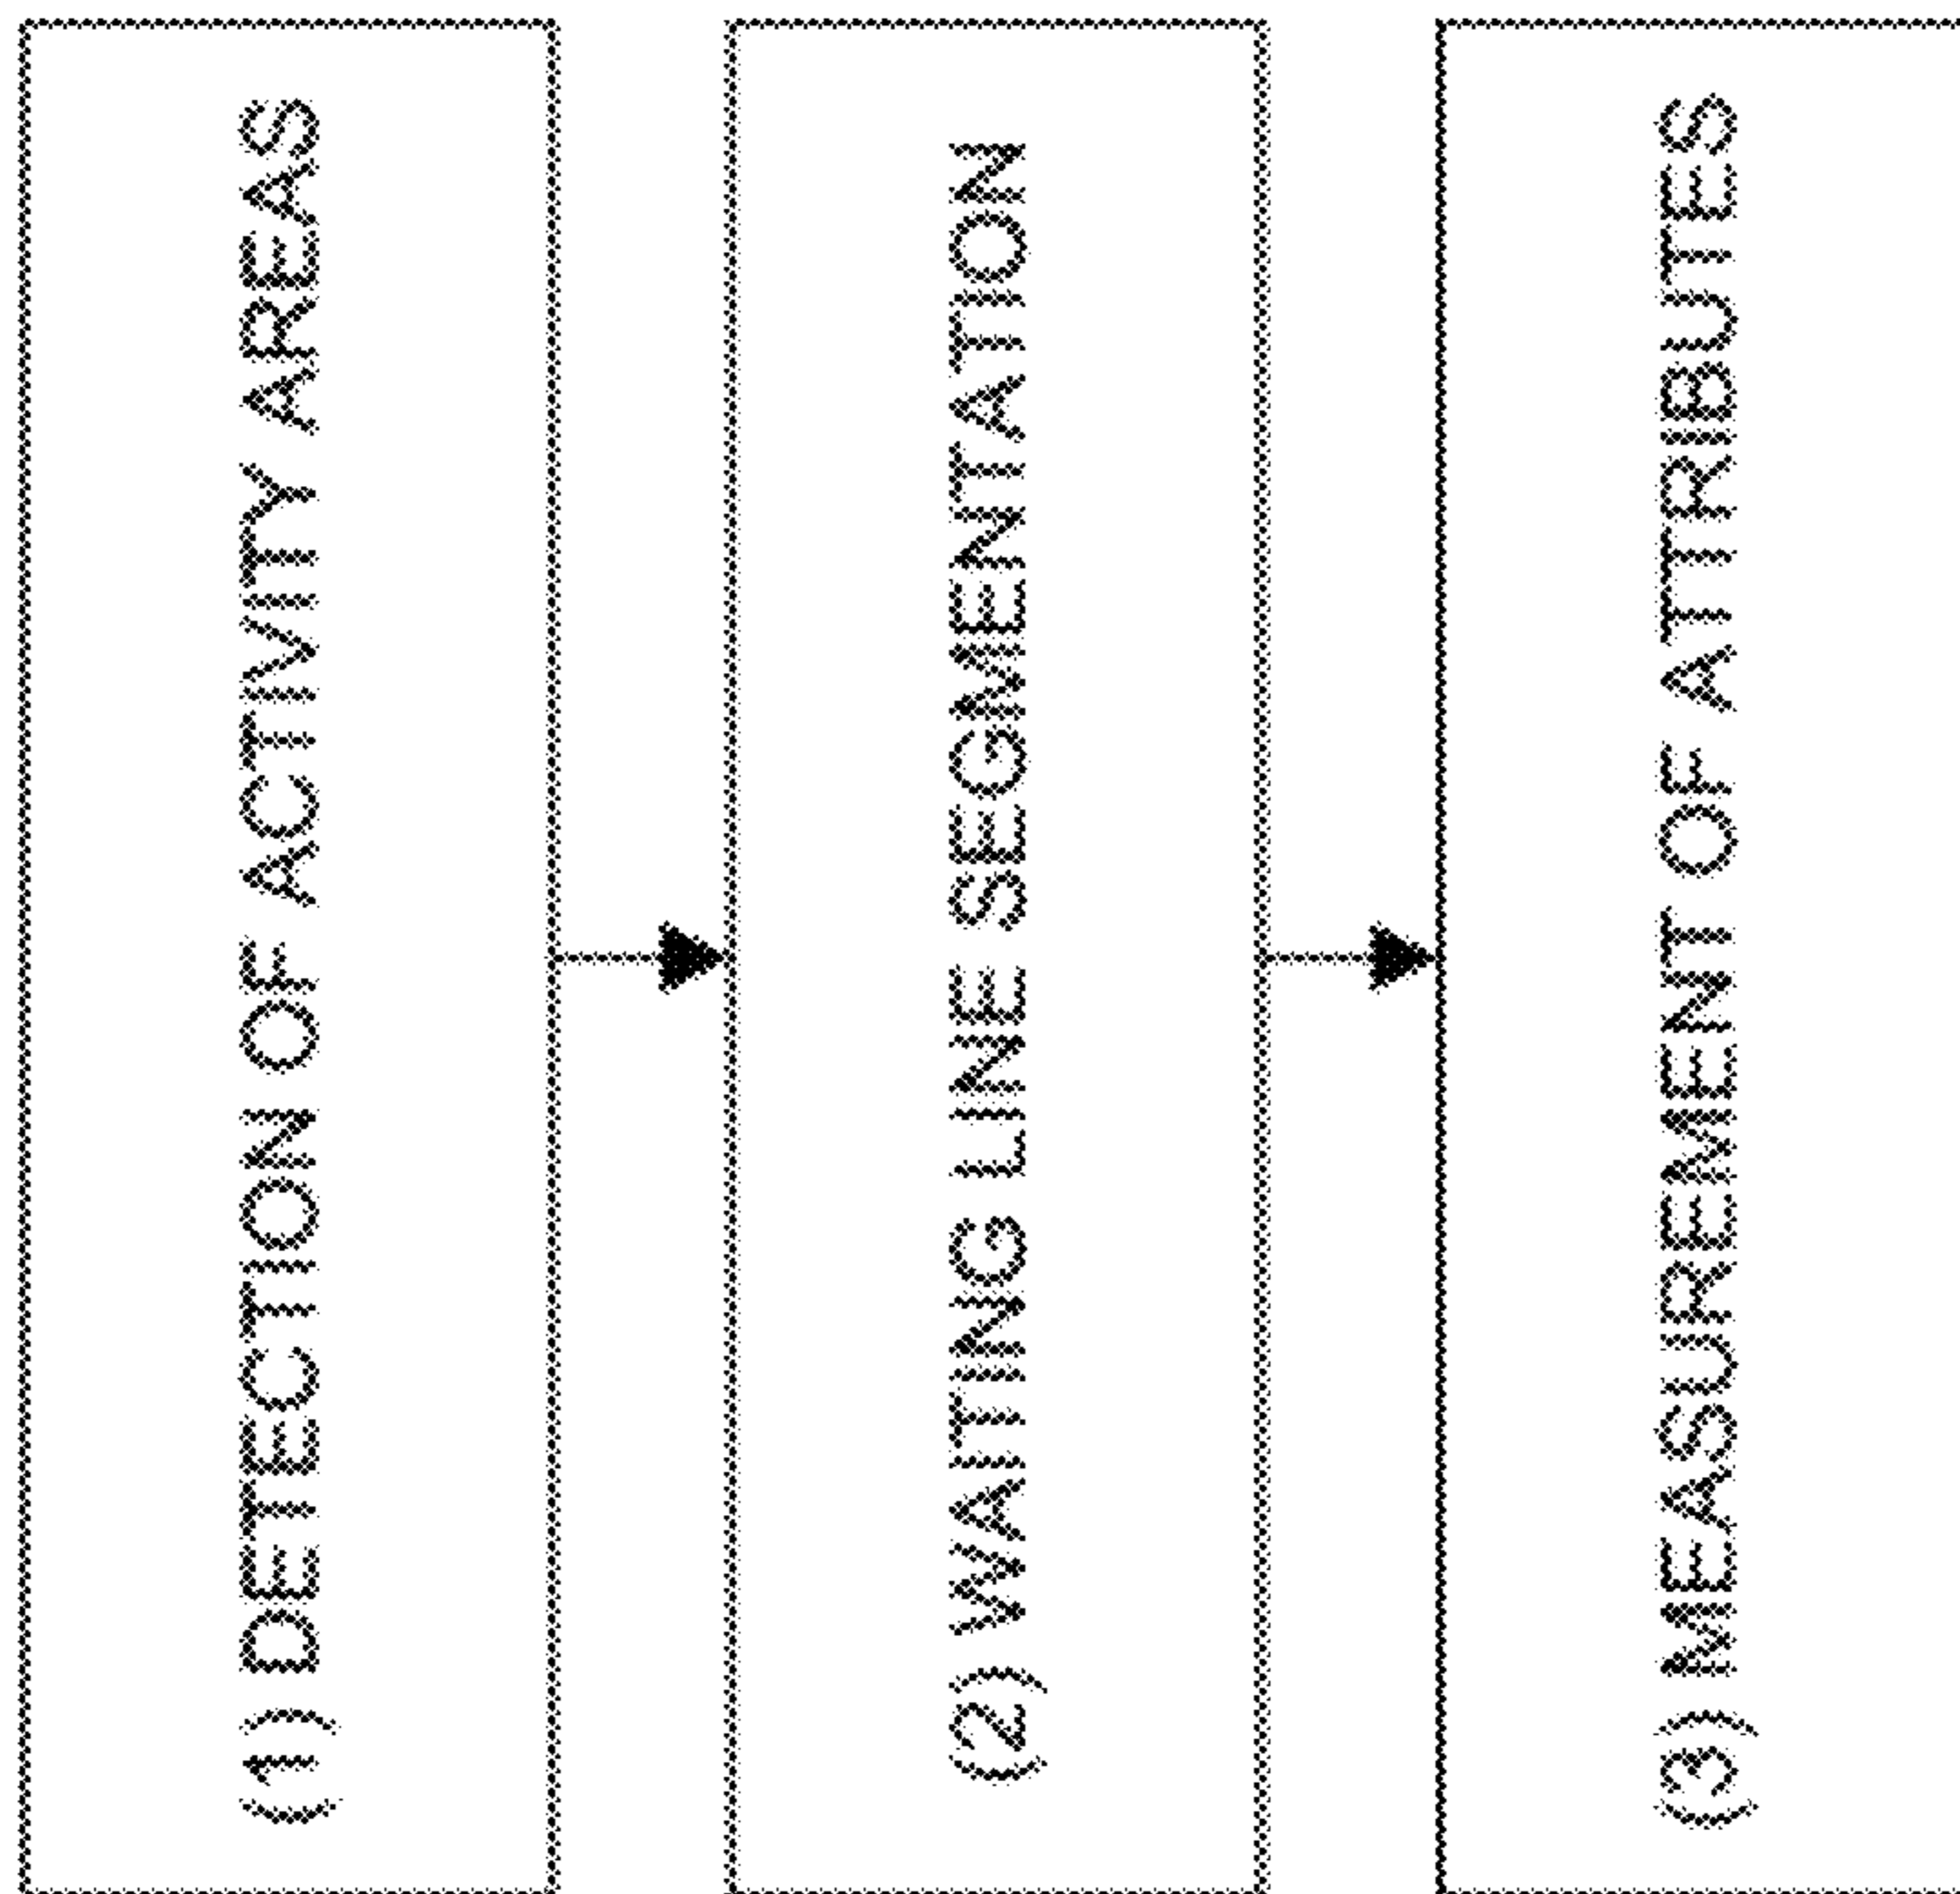 (1) DETECTION OF ACTIVITY AREAS
(2) WAITING LINE SEGMENTATION
(3) MEASUREMENT OF ATTRIBUTES